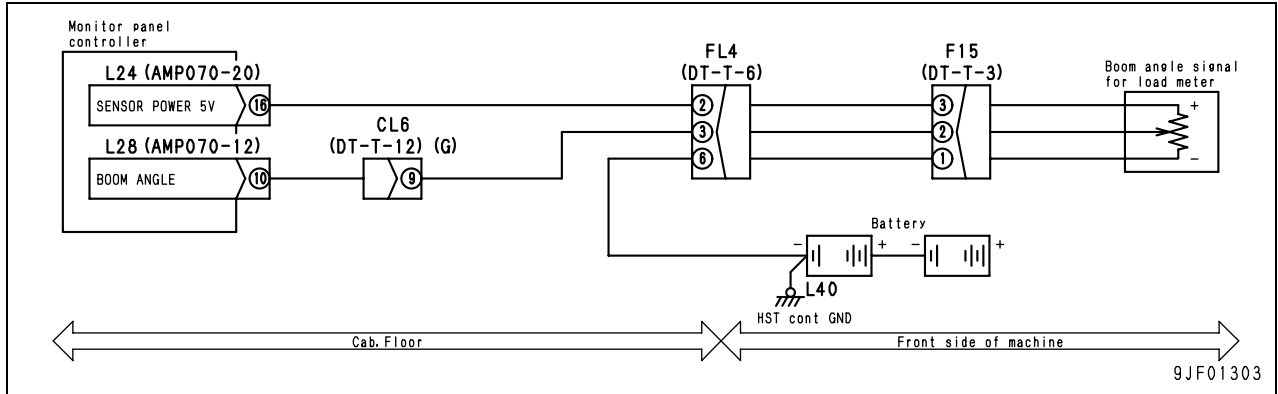 Monitor panel
controller
L24 (AMP070-20)
SENSOR POWER 5V
16
L28 (AMP070-12)
BOOM ANGLE
10
CL6
(DT-T-12) (G)
9
FL4
(DT-T-6)
2
3
6
F15
(DT-T-3)
3
2
1
Boom angle signal
for load meter
+
-
Battery
- + - +
L40
HST cont GND
Cab. Floor
Front side of machine
9JF01303